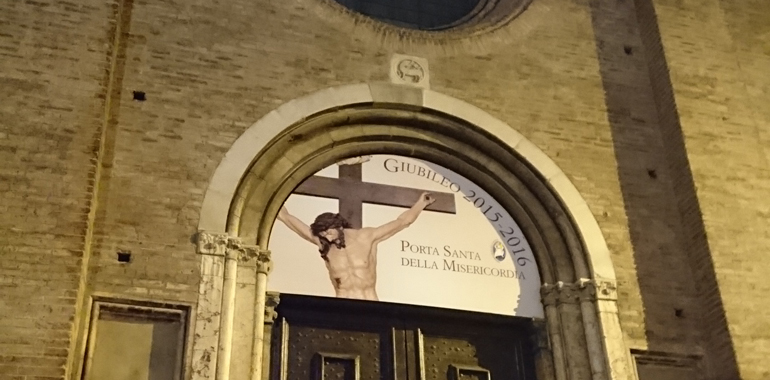 Giubileo 2015-2016
Porta Santa
della Misericordia